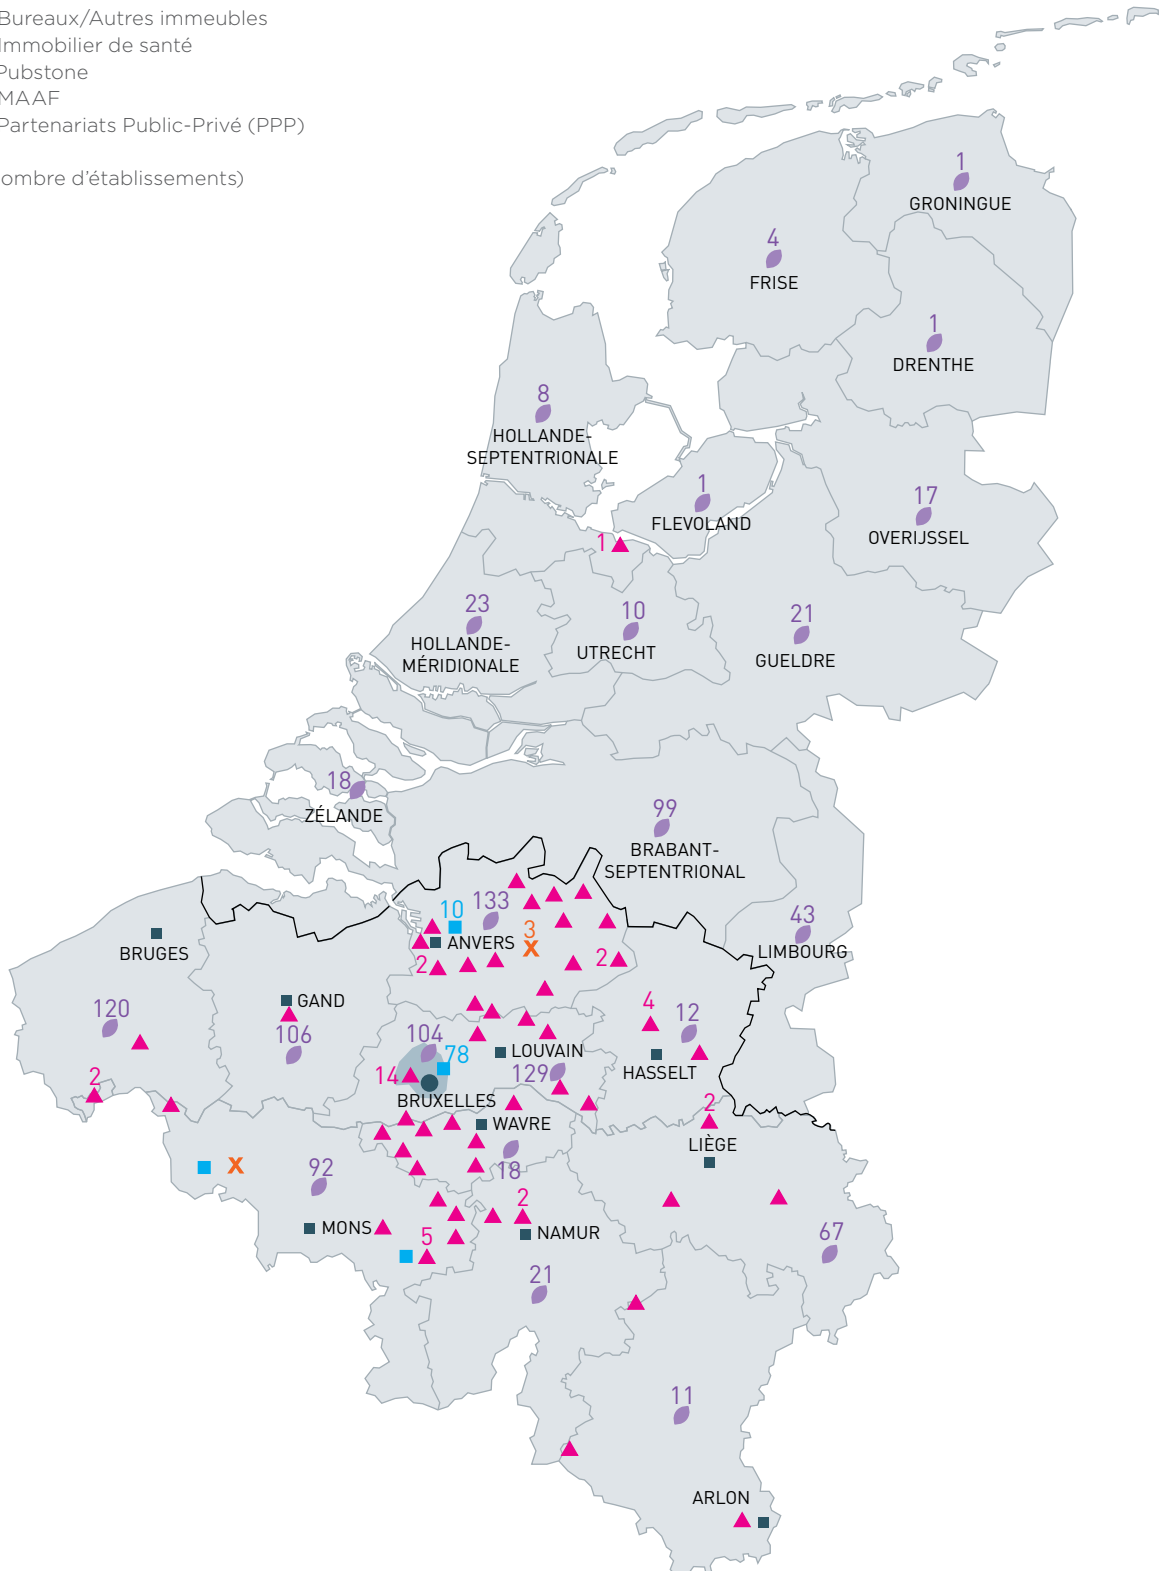 Bureaux/Autres immeubles
Immobilier de santé
Pubstone
MAAF
Partenariats Public-Privé (PPP)
ombre d'établissements)
1
GRONINGUE
4
FRISE
1
DRENTHE
8
HOLLANDE-
SEPTENTRIONALE
1
FLEVOLAND
17
OVERIJSSEL
1
23
HOLLANDE-
MÉRIDIONALE
10
UTRECHT
21
GUELDRE
18
ZÉLANDE
99
BRABANT-
SEPTENTRIONAL
43
LIMBOURG
10
133
3
X
ANVERS
2
2
BRUGES
GAND
120
106
2
104
78
14
BRUXELLES
LOUVAIN
129
4
12
HASSELT
2
LIÈGE
WAVRE
18
X
92
MONS
5
2
NAMUR
67
21
11
ARLON